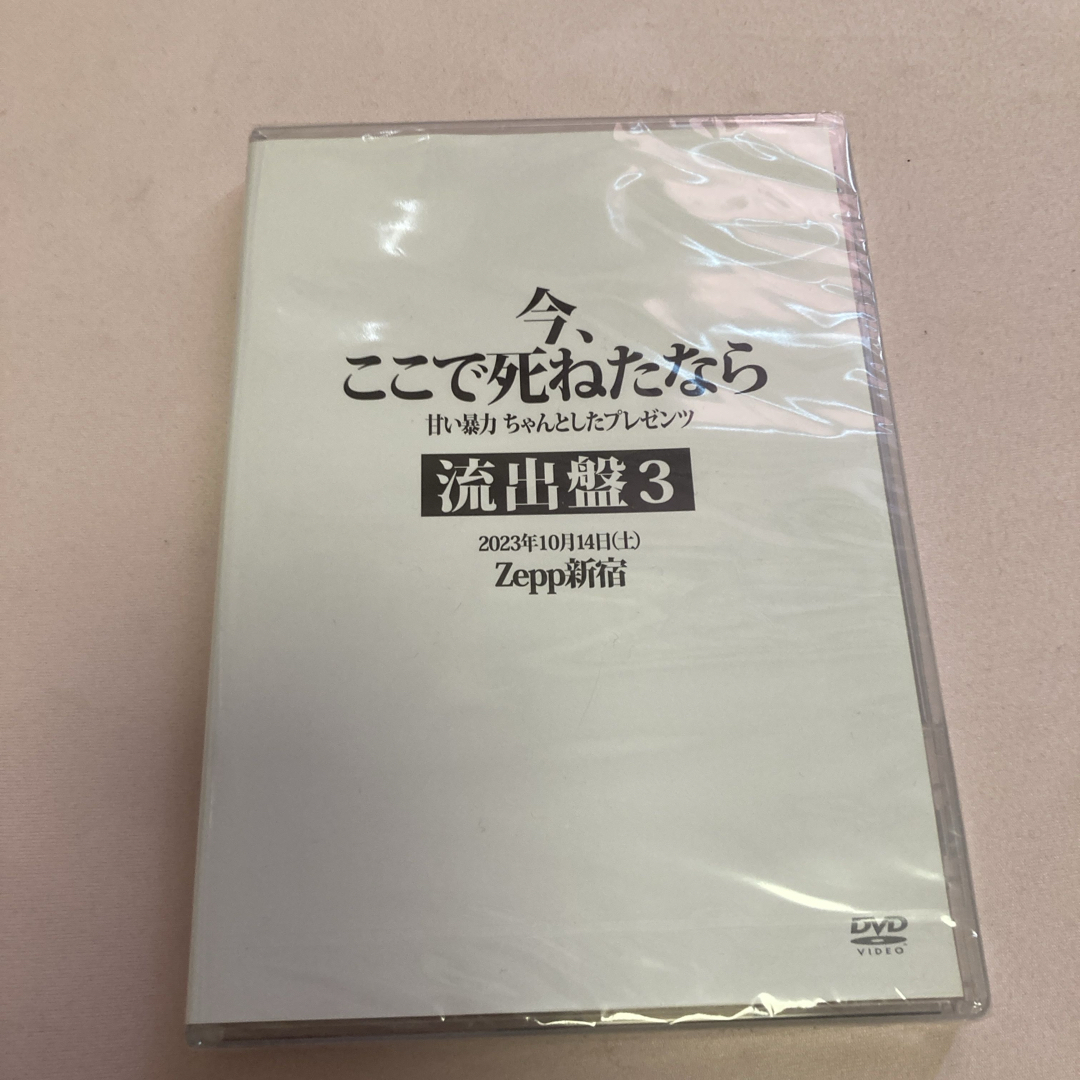 今、
ここで死ねたなら
甘い暴力 ちゃんとしたプレゼンツ
流出盤3
2023年10月14日(土)
Zepp新宿
DVD
VIDEO